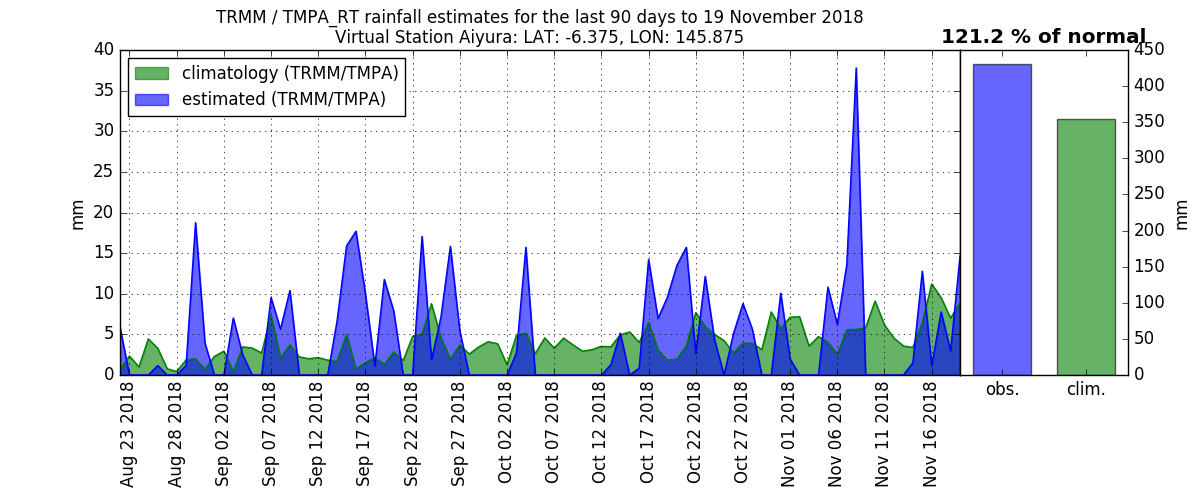 TRMM / TMPA_RT rainfall estimates for the last 90 days to 19 November 2018
Virtual Station Aiyura: LAT: -6.375, LON: 145.875
121.2 % of normal
climatology (TRMM/TMPA)
estimated (TRMM/TMPA)
mm
40
35
30
25
20
15
10
5
0
Aug 23 2018
Aug 28 2018
Sep 02 2018
Sep 07 2018
Sep 12 2018
Sep 17 2018
Sep 22 2018
Sep 27 2018
Oct 02 2018
Oct 07 2018
Oct 12 2018
Oct 17 2018
Oct 22 2018
Oct 27 2018
Nov 01 2018
Nov 06 2018
Nov 11 2018
Nov 16 2018
obs.
clim.
450
400
350
300
250
200
150
100
50
0
mm